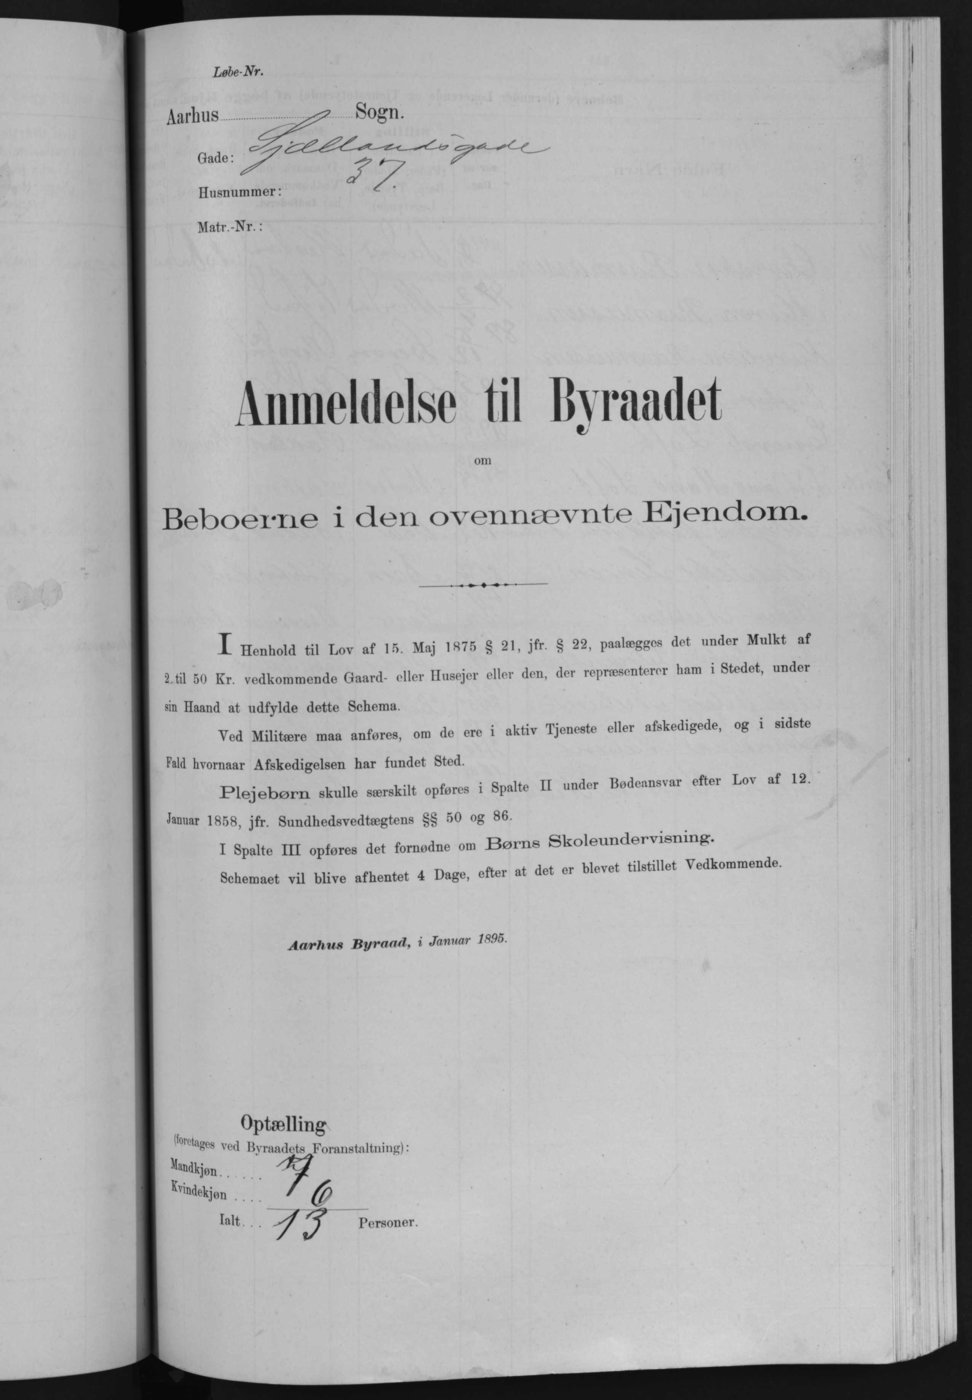 Løbe-Nr.
Aarhus Sogn.
Gade: Sjællandsgade
Husnummer: 37.
Matr.-Nr.:
Anmeldelse til Byraadet
om
Beboerne i den ovennævnte Ejendom.
I Henhold til Lov af 15. Maj 1875 § 21, jfr. § 22, paalægges det under Mulkt af
2 til 50 Kr. vedkommende Gaard- eller Husejer eller den, der repræsenterer ham i Stedet, under
sin Haand at udfylde dette Schema.
Ved Militære maa anføres, om de ere i aktiv Tjeneste eller afskedigede, og i sidste
Fald hvornaar Afskedigelsen har fundet Sted.
Plejebørn skulle særskilt opføres i Spalte II under Bødeansvar efter Lov af 12.
Januar 1858, jfr. Sundhedsvedtægtens §§ 50 og 86.
I Spalte III opføres det fornødne om Børns Skoleundervisning.
Schemaet vil blive afhentet 4 Dage, efter at det er blevet tilstillet Vedkommende.
Aarhus Byraad, i Januar 1895.
Optælling
(foretages ved Byraadets Foranstaltning):
Mandkjøn...... 7
Kvindekjøn .... 6
Ialt... 13 Personer.